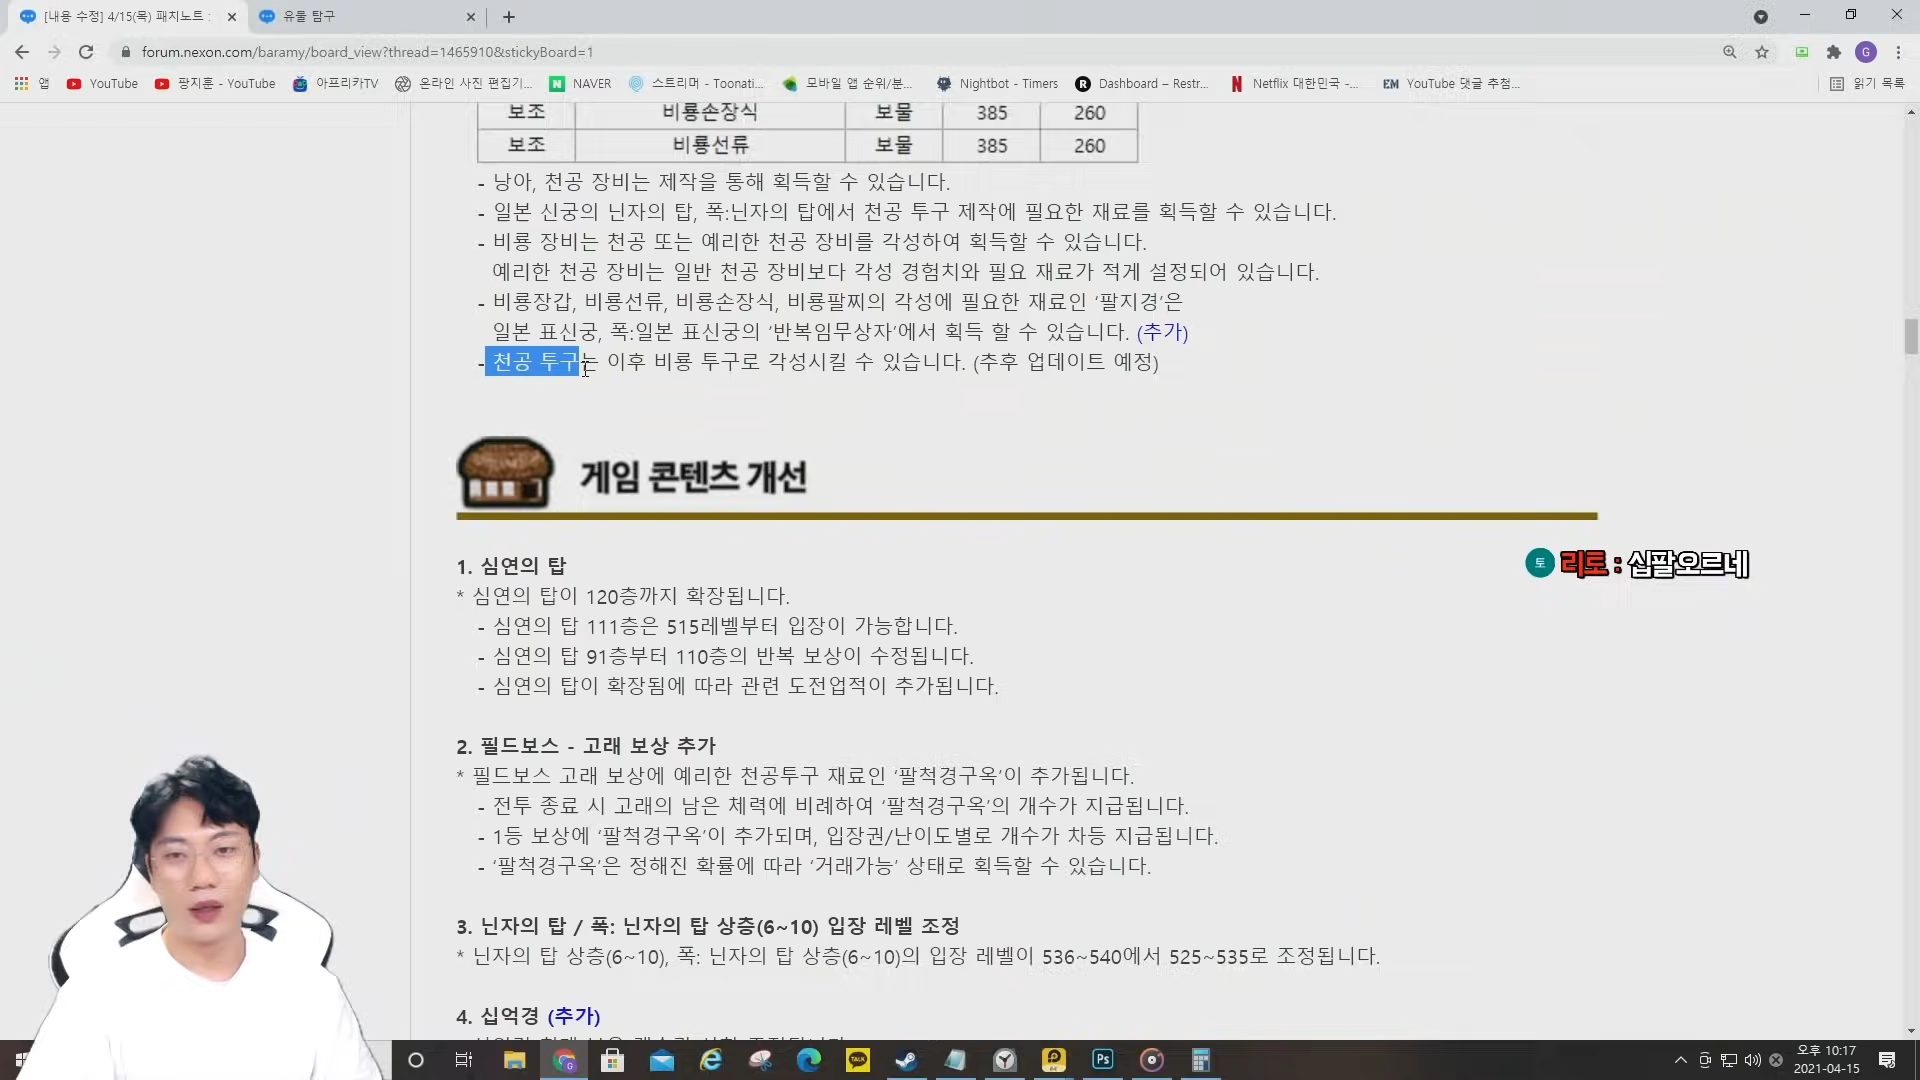 [내용 수정] 4/15(목) 패치노트 :
유물 탐구
forum.nexon.com/baramy/board_view?thread=1465910&stickyBoard=1
G
앱
YouTube
팡지훈 - YouTube
아프리카TV
온라인 사진 편집기...
NAVER
스트리머 - Toonati...
모바일 앱 순위/분...
Nightbot - Timers
Dashboard – Restr...
Netflix 대한민국 -...
EM YouTube 댓글 추첨...
읽기 목록
보조 비룡손장식 보물 385 260
보조 비룡선류 보물 385 260
- 낭아, 천공 장비는 제작을 통해 획득할 수 있습니다.
- 일본 신궁의 닌자의 탑, 폭:닌자의 탑에서 천공 투구 제작에 필요한 재료를 획득할 수 있습니다.
- 비룡 장비는 천공 또는 예리한 천공 장비를 각성하여 획득할 수 있습니다.
예리한 천공 장비는 일반 천공 장비보다 각성 경험치와 필요 재료가 적게 설정되어 있습니다.
- 비룡장갑, 비룡선류, 비룡손장식, 비룡팔찌의 각성에 필요한 재료인 ‘팔지경’은
일본 표신궁, 폭:일본 표신궁의 ‘반복임무상자’에서 획득 할 수 있습니다. (추가)
- 천공 투구는 이후 비룡 투구로 각성시킬 수 있습니다. (추후 업데이트 예정)
게임 콘텐츠 개선
1. 심연의 탑
* 심연의 탑이 120층까지 확장됩니다.
- 심연의 탑 111층은 515레벨부터 입장이 가능합니다.
- 심연의 탑 91층부터 110층의 반복 보상이 수정됩니다.
- 심연의 탑이 확장됨에 따라 관련 도전업적이 추가됩니다.
토 리토 : 십팔오르네
2. 필드보스 - 고래 보상 추가
* 필드보스 고래 보상에 예리한 천공투구 재료인 ‘팔척경구옥’이 추가됩니다.
- 전투 종료 시 고래의 남은 체력에 비례하여 ‘팔척경구옥’의 개수가 지급됩니다.
- 1등 보상에 ‘팔척경구옥’이 추가되며, 입장권/난이도별로 개수가 차등 지급됩니다.
- ‘팔척경구옥’은 정해진 확률에 따라 ‘거래가능’ 상태로 획득할 수 있습니다.
3. 닌자의 탑 / 폭: 닌자의 탑 상층(6~10) 입장 레벨 조정
* 닌자의 탑 상층(6~10), 폭: 닌자의 탑 상층(6~10)의 입장 레벨이 536~540에서 525~535로 조정됩니다.
4. 십억경 (추가)
TALK
Ps
오후 10:17
2021-04-15